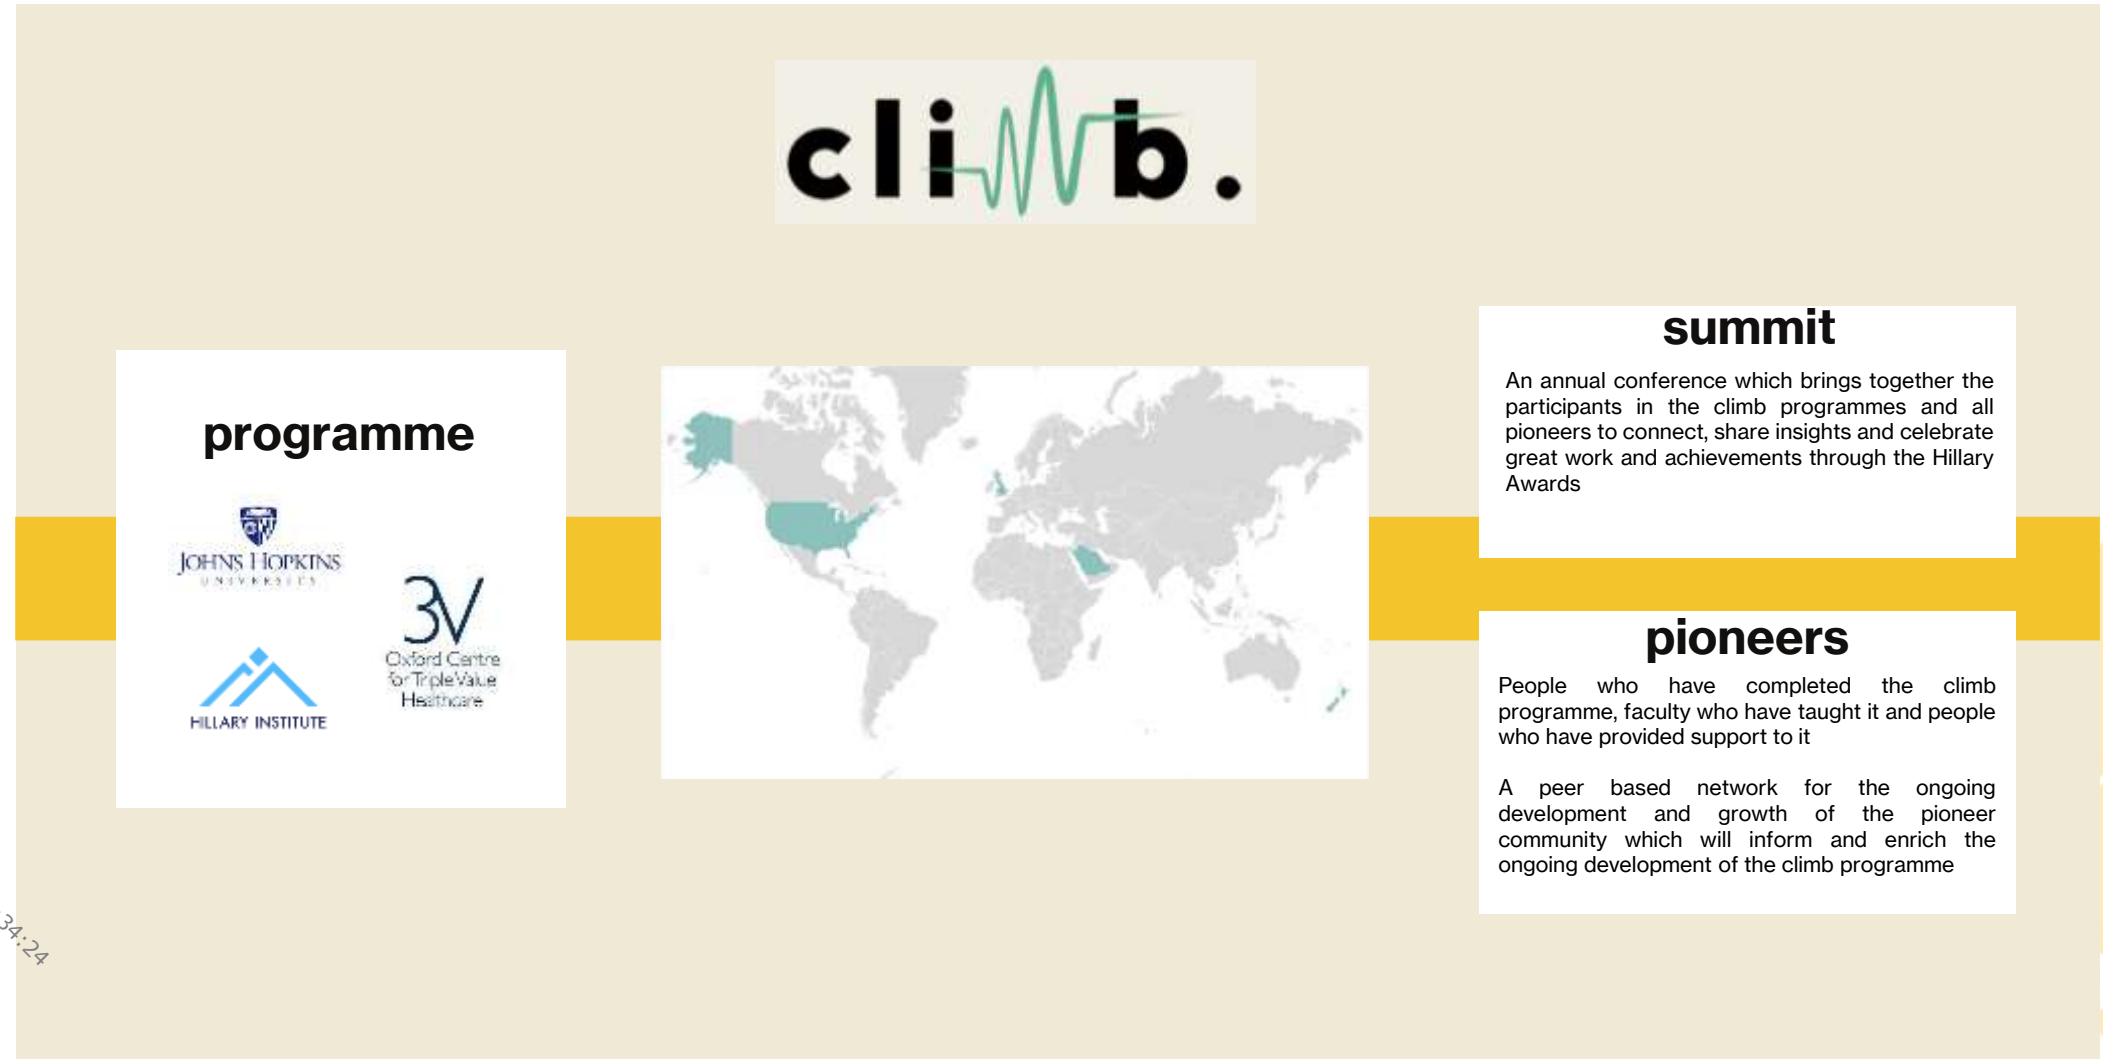 climb.
programme
JOHNS HOPKINS
UNIVERSITY
3V
Oxford Centre
for Triple Value
Healthcare
HILLARY INSTITUTE
summit
An annual conference which brings together the
participants in the climb programmes and all
pioneers to connect, share insights and celebrate
great work and achievements through the Hillary
Awards
pioneers
People who have completed the climb
programme, faculty who have taught it and people
who have provided support to it
A peer based network for the ongoing
development and growth of the pioneer
community which will inform and enrich the
ongoing development of the climb programme
34:24